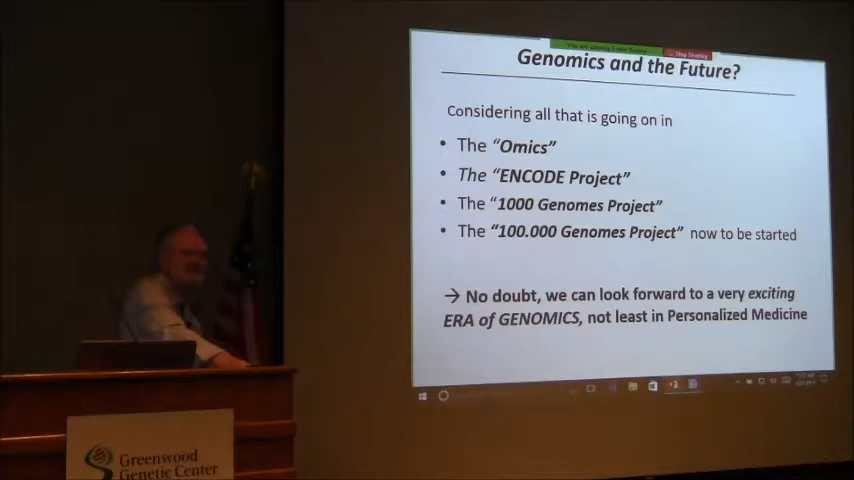 Stop Sharing
Genomics and the Future?
Considering all that is going on in
• The “Omics”
• The “ENCODE Project”
• The “1000 Genomes Project”
• The “100.000 Genomes Project” now to be started
→ No doubt, we can look forward to a very exciting
ERA of GENOMICS, not least in Personalized Medicine
Greenwood
Genetic Center